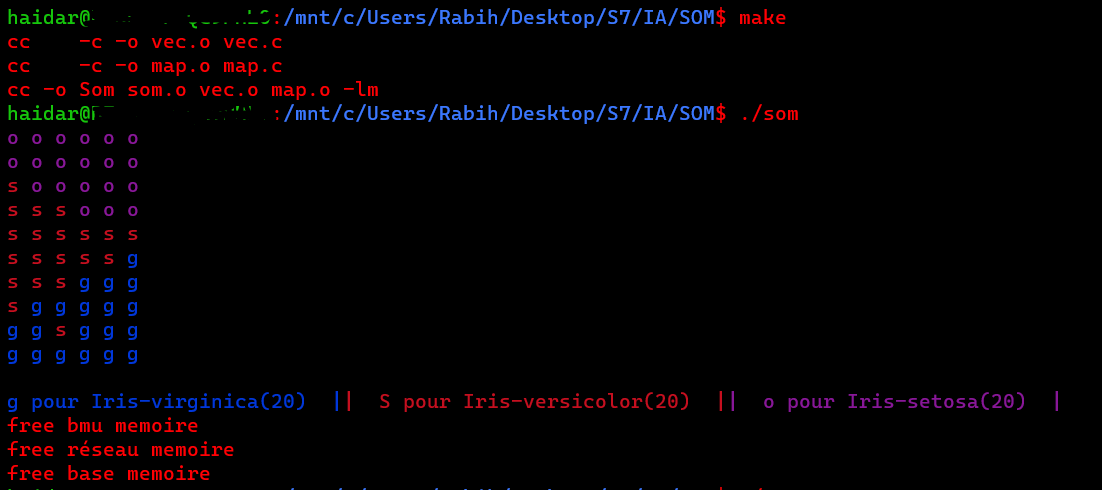 haidar@ :/mnt/c/Users/Rabih/Desktop/S7/IA/SOM$ make
cc    -c -o vec.o vec.c
cc    -c -o map.o map.c
cc -o Som som.o vec.o map.o -lm
haidar@ :/mnt/c/Users/Rabih/Desktop/S7/IA/SOM$ ./som
o o o o o o
o o o o o o
s o o o o o
s s s o o o
s s s s s s
s s s s s g
s s s g g g
s g g g g g
g g s g g g
g g g g g g
g pour Iris-virginica(20)  ||  S pour Iris-versicolor(20)  ||  o pour Iris-setosa(20)  |
free bmu memoire
free réseau memoire
free base memoire